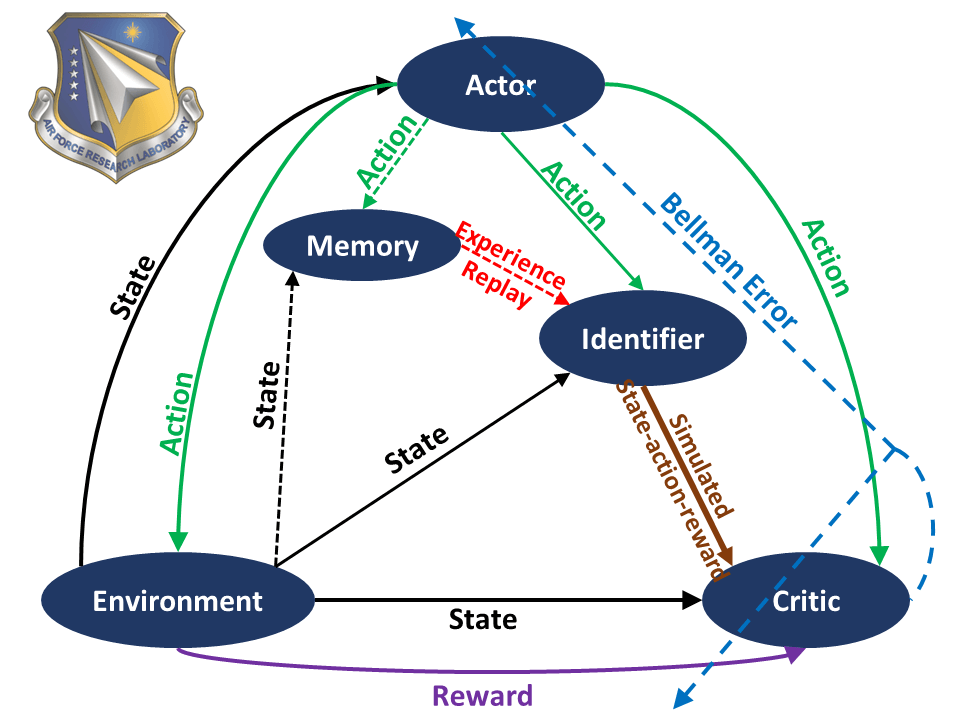 AIR FORCE RESEARCH LABORATORY
Actor
Action
Action
Action
Action
State
Memory
Experience
Replay
Bellman Error
Identifier
State
State
Simulated
State-action-reward
Environment
State
Critic
Reward